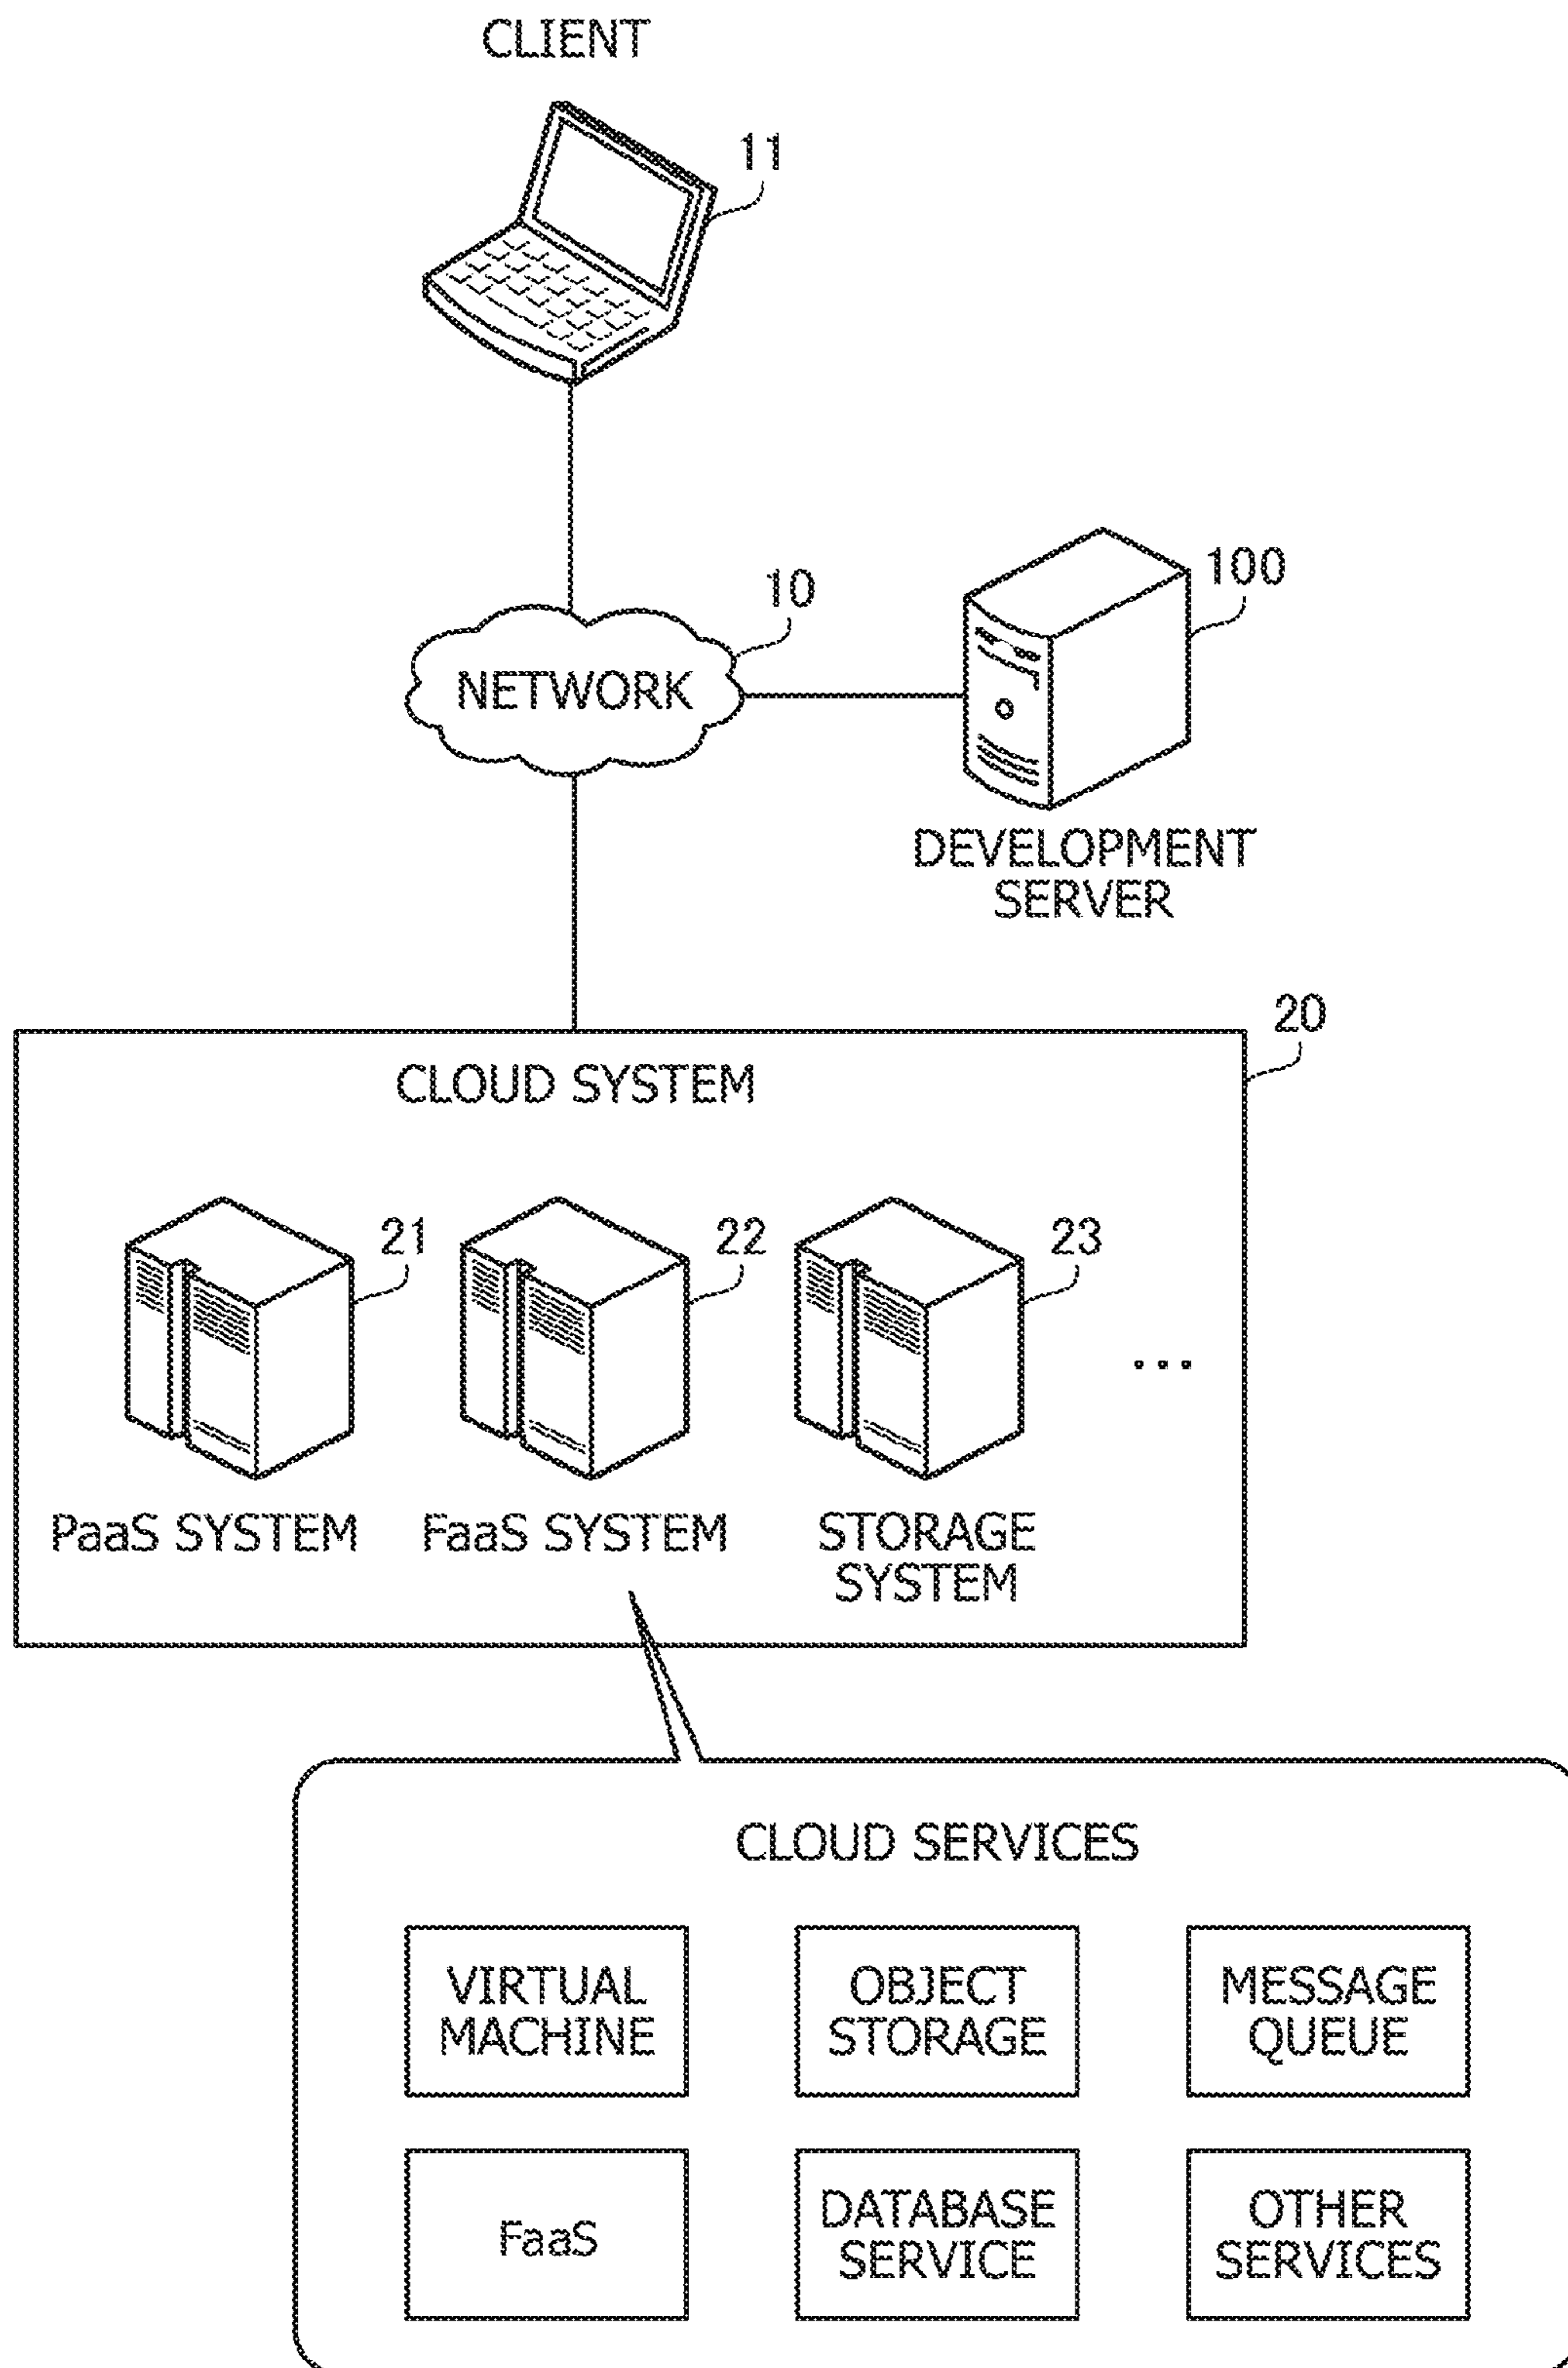 CLIENT
11
10
100
NETWORK
DEVELOPMENT
SERVER
20
CLOUD SYSTEM
21
22
23
...
PaaS SYSTEM
FaaS SYSTEM
STORAGE
SYSTEM
CLOUD SERVICES
VIRTUAL
MACHINE
OBJECT
STORAGE
MESSAGE
QUEUE
FaaS
DATABASE
SERVICE
OTHER
SERVICES